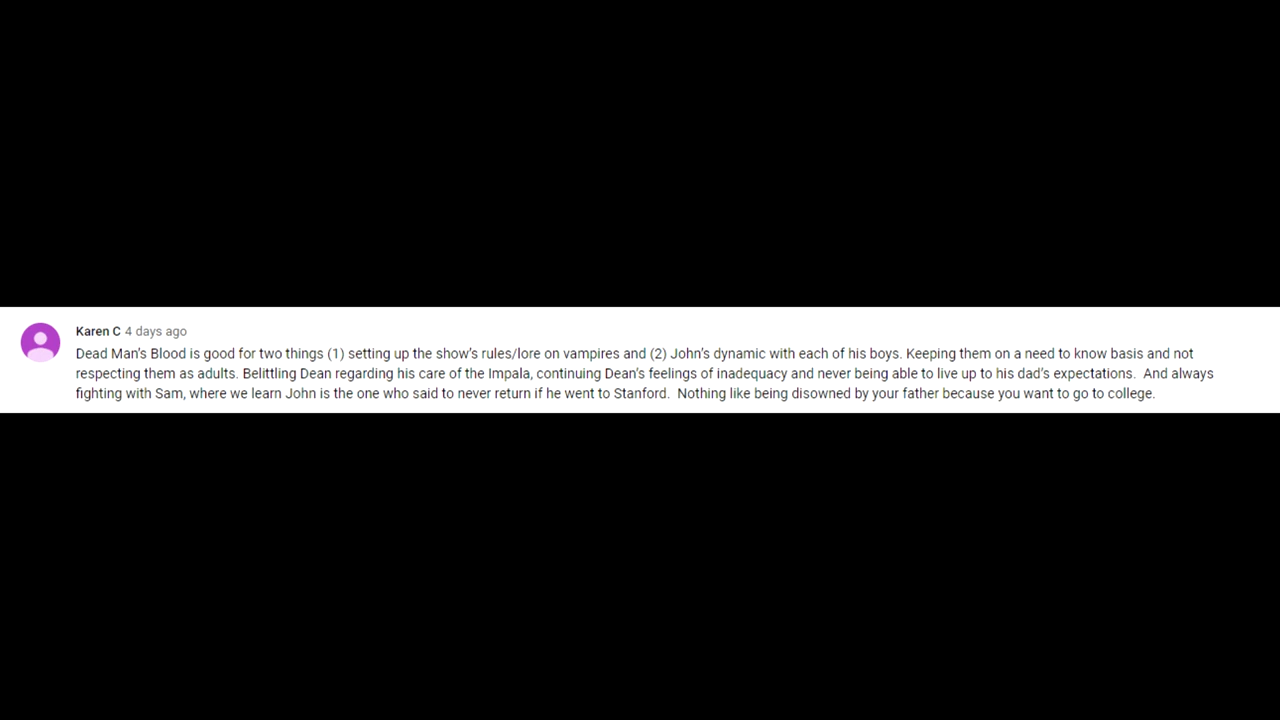 Karen C 4 days ago
Dead Man’s Blood is good for two things (1) setting up the show’s rules/lore on vampires and (2) John’s dynamic with each of his boys. Keeping them on a need to know basis and not
respecting them as adults. Belittling Dean regarding his care of the Impala, continuing Dean’s feelings of inadequacy and never being able to live up to his dad’s expectations.  And always
fighting with Sam, where we learn John is the one who said to never return if he went to Stanford.  Nothing like being disowned by your father because you want to go to college.